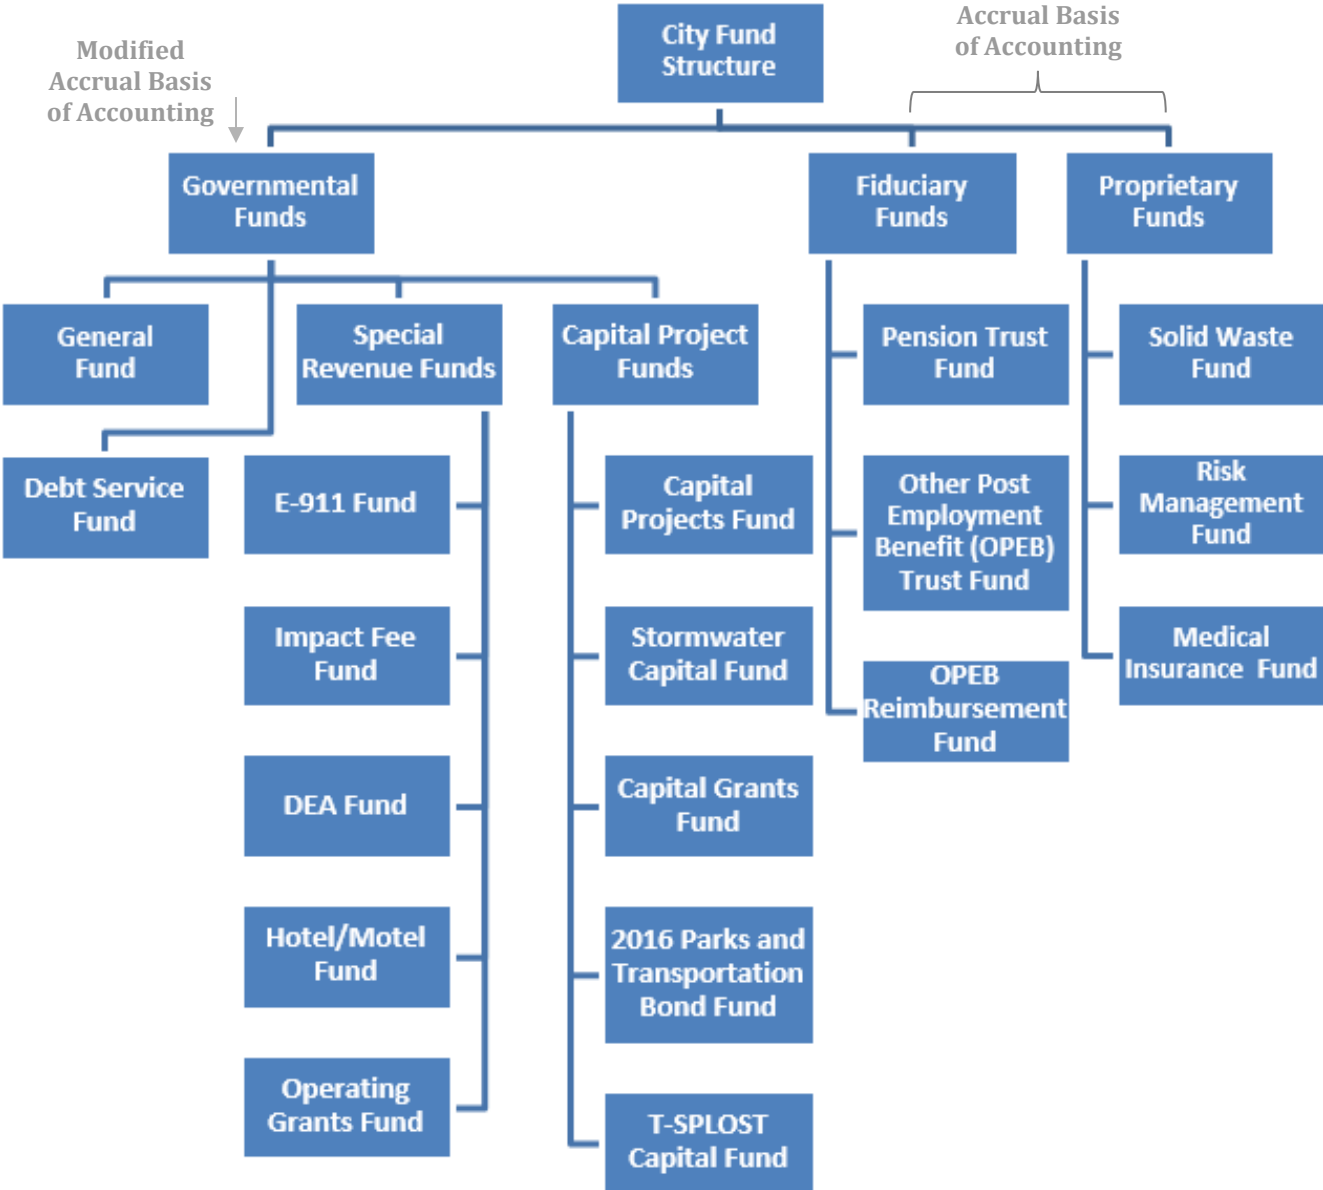 City Fund
Structure
Accrual Basis
of Accounting
Modified
Accrual Basis
of Accounting
Governmental
Funds
Fiduciary
Funds
Proprietary
Funds
General
Fund
Special
Revenue Funds
Capital Project
Funds
Pension Trust
Fund
Solid Waste
Fund
Debt Service
Fund
E-911 Fund
Capital
Projects Fund
Other Post
Employment
Benefit (OPEB)
Trust Fund
Risk
Management
Fund
Impact Fee
Fund
Stormwater
Capital Fund
OPEB
Reimbursement
Fund
Medical
Insurance Fund
DEA Fund
Capital Grants
Fund
Hotel/Motel
Fund
2016 Parks and
Transportation
Bond Fund
Operating
Grants Fund
T-SPLOST
Capital Fund